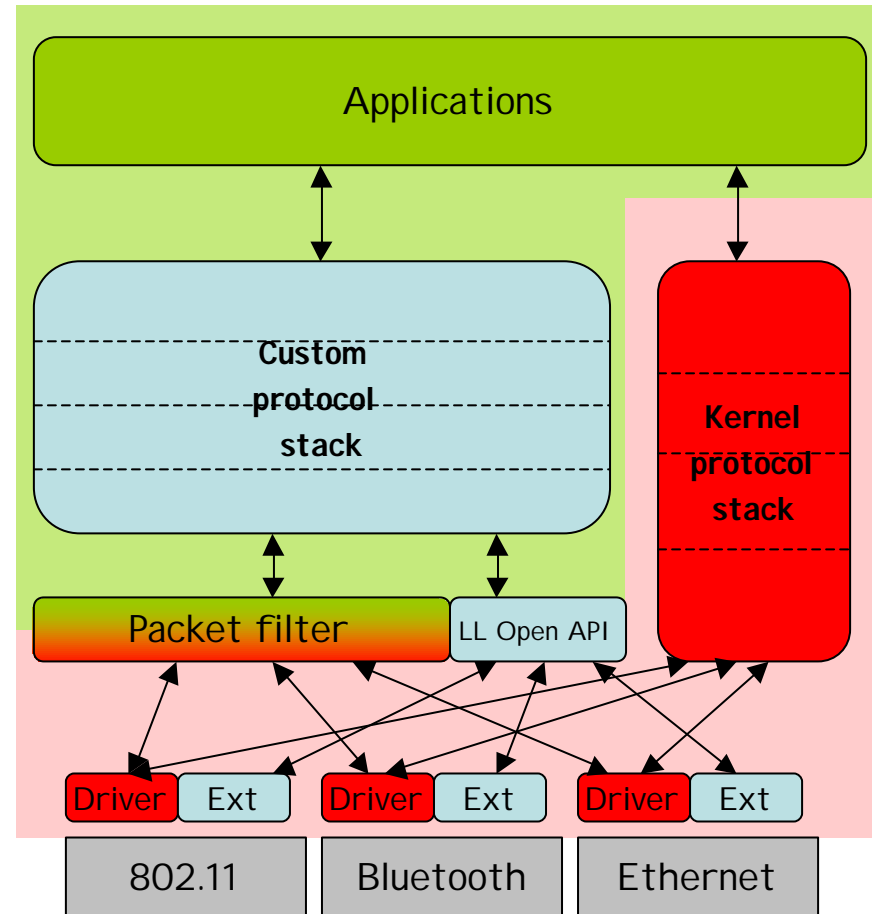 Applications
Custom
protocol
stack
Kernel
protocol
stack
Packet filter
LL Open API
Driver
Ext
Driver
Ext
Driver
Ext
802.11
Bluetooth
Ethernet